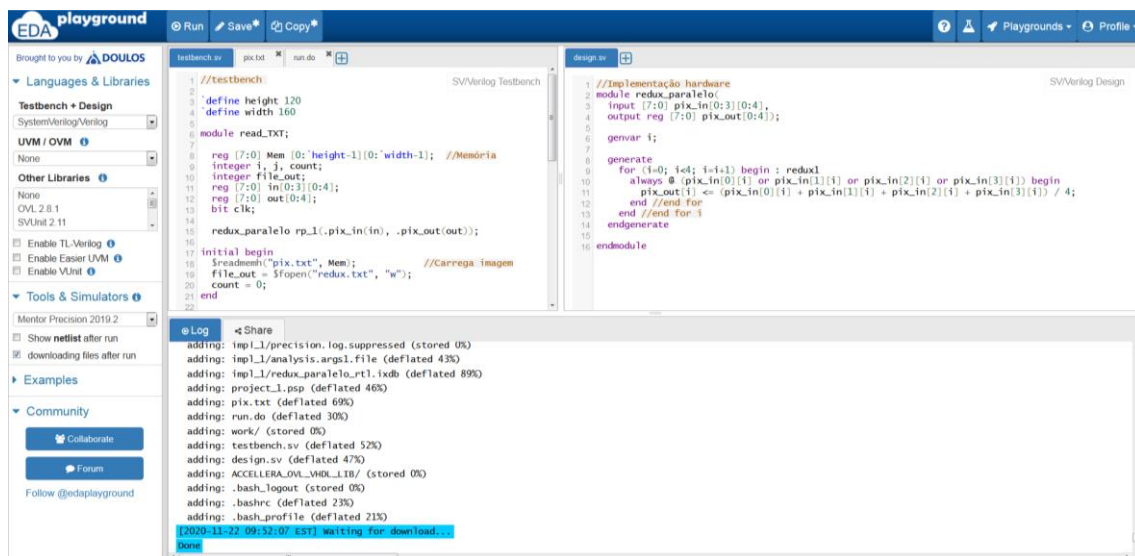 EDA playground
Run Save* Copy*
Playgrounds Profile
Brought to you by DOULOS
Languages & Libraries
Testbench + Design
SystemVerilog/Verilog
UVM / OVM
None
Other Libraries
None
OVL 2.8.1
SVUnit 2.11
Enable TL-Verilog
Enable Easier UVM
Enable VUnit
Tools & Simulators
Mentor Precision 2019.2
Show netlist after run
downloading files after run
Examples
Community
Collaborate
Forum
Follow @edaplayground
testbench.sv pix.txt run.do
SV/Verilog Testbench
1 //testbench
2
3 `define height 120
4 `define width 160
5
6 module read_TXT;
7
8 reg [7:0] Mem [0:`height-1][0:`width-1]; //Memória
9 integer i, j, count;
10 integer file_out;
11 reg [7:0] in[0:3][0:4];
12 reg [7:0] out[0:4];
13 bit clk;
14
15 redux_paralelo rp_1(.pix_in(in), .pix_out(out));
16
17 initial begin
18 $readmemh("pix.txt", Mem); //Carrega imagem
19 file_out = $fopen("redux.txt", "w");
20 count = 0;
21 end
22
design.sv
SV/Verilog Design
1 //Implementação hardware
2 module redux_paralelo(
3 input [7:0] pix_in[0:3][0:4],
4 output reg [7:0] pix_out[0:4]);
5
6 genvar i;
7
8 generate
9 for (i=0; i<4; i=i+1) begin : redux1
10 always @ (pix_in[0][i] or pix_in[1][i] or pix_in[2][i] or pix_in[3][i]) begin
11 pix_out[i] <= (pix_in[0][i] + pix_in[1][i] + pix_in[2][i] + pix_in[3][i]) / 4;
12 end //end for
13 end //end for i
14 endgenerate
15
16 endmodule
Log Share
adding: impl_1/precision.log.suppressed (stored 0%)
adding: impl_1/analysis.args1.file (deflated 43%)
adding: impl_1/redux_paralelo_rtl.ixdb (deflated 89%)
adding: project_1.psp (deflated 46%)
adding: pix.txt (deflated 69%)
adding: run.do (deflated 30%)
adding: work/ (stored 0%)
adding: testbench.sv (deflated 52%)
adding: design.sv (deflated 47%)
adding: ACCELLERA_OVL_VHDL_LIB/ (stored 0%)
adding: .bash_logout (stored 0%)
adding: .bashrc (deflated 23%)
adding: .bash_profile (deflated 21%)
[2020-11-22 09:52:07 EST] Waiting for download...
Done